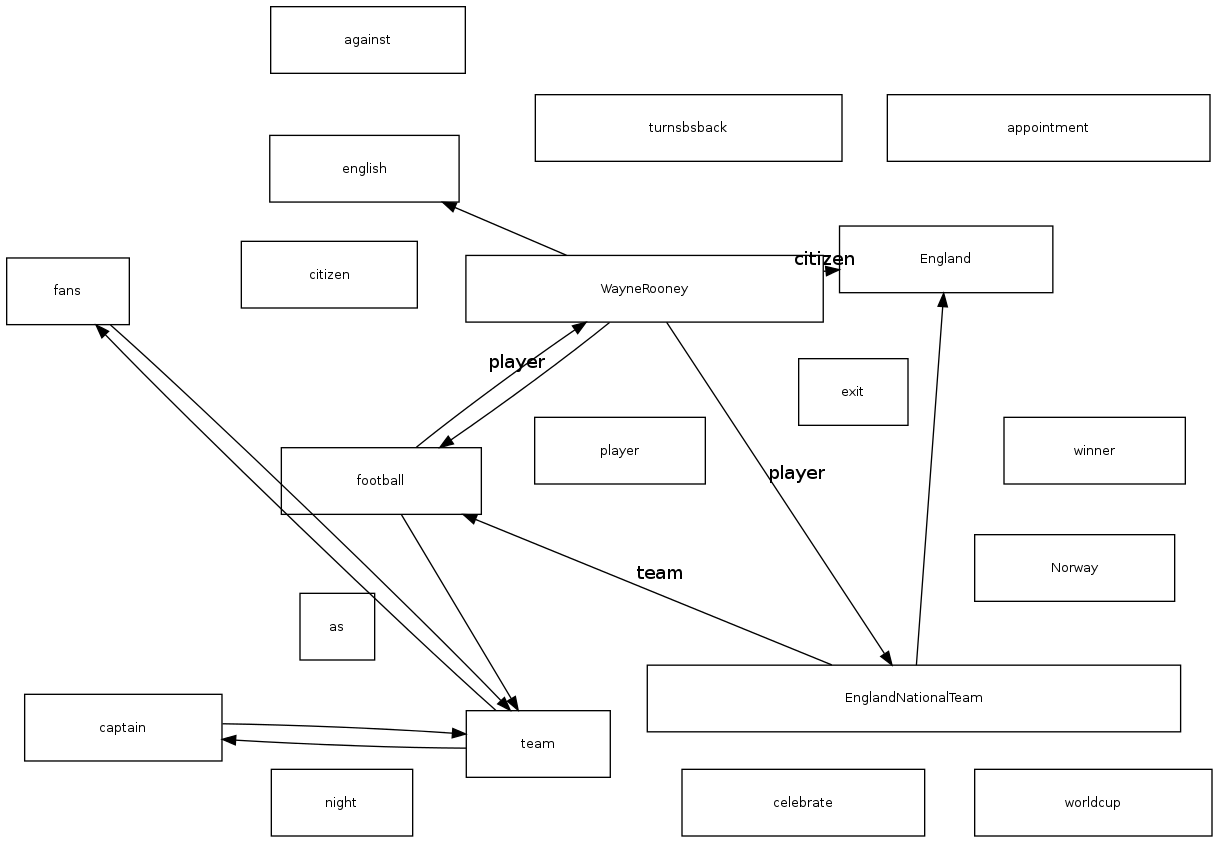 against
turnsbsback
appointment
english
citizen
England
citizen
fans
WayneRooney
player
exit
football
player
player
winner
team
Norway
as
EnglandNationalTeam
captain
team
night
celebrate
worldcup